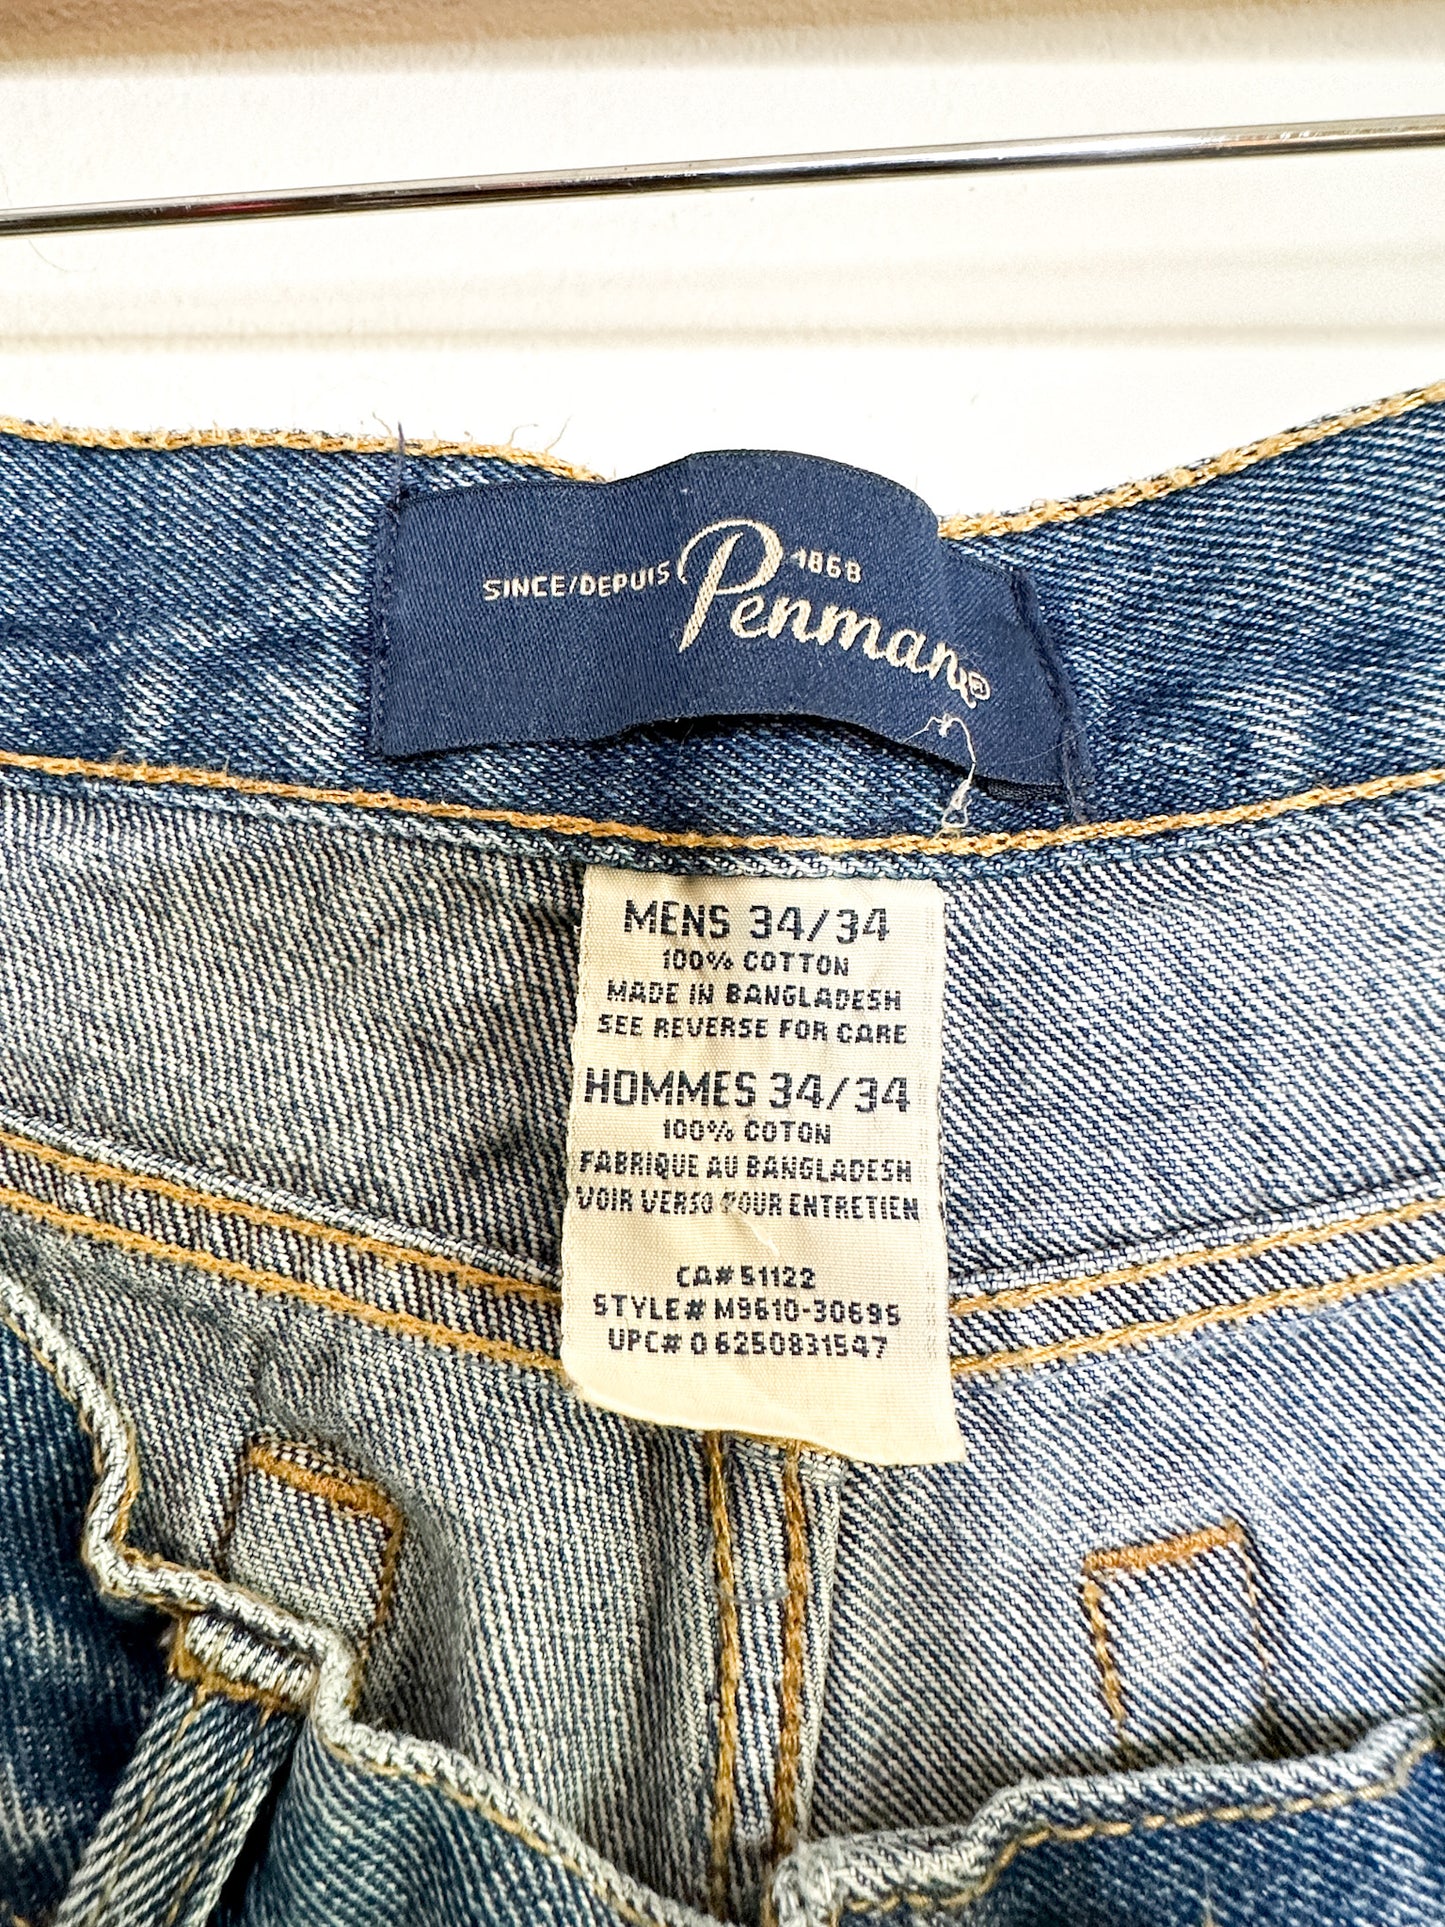 SINCE/DEPUIS Penmans® 1868
MENS 34/34
100% COTTON
MADE IN BANGLADESH
SEE REVERSE FOR CARE
HOMMES 34/34
100% COTON
FABRIQUE AU BANGLADESH
VOIR VERSO POUR ENTRETIEN
CA# 51122
STYLE# M9610-30695
UPC# 0 6250831547